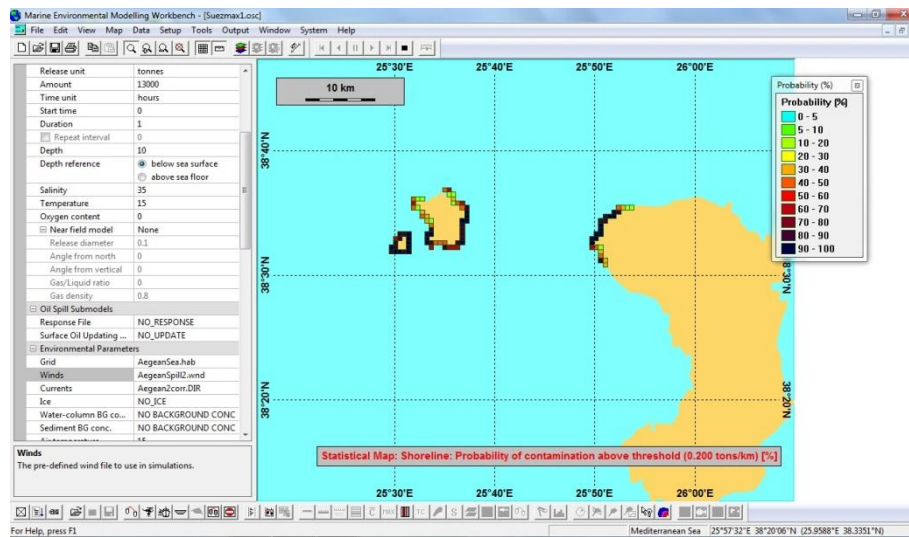 Marine Environmental Modelling Workbench - [Suezmax1.osc]
File Edit View Map Data Setup Tools Output Window System Help
Release unit tonnes
Amount 13000
Time unit hours
Start time 0
Duration 1
Repeat interval 0
Depth 10
Depth reference below sea surface
above sea floor
Salinity 35
Temperature 15
Oxygen content 0
Near field model None
Release diameter 0.1
Angle from north 0
Angle from vertical 0
Gas/Liquid ratio 0
Gas density 0.8
Oil Spill Submodels
Response File NO_RESPONSE
Surface Oil Updating ... NO_UPDATE
Environmental Parameters
Grid AegeanSea.hab
Winds AegeanSpill2.wnd
Currents Aegean2corr.DIR
Ice NO_ICE
Water-column BG co... NO BACKGROUND CONC
Sediment BG conc. NO BACKGROUND CONC
Winds
The pre-defined wind file to use in simulations.
25°30'E 25°40'E 25°50'E 26°00'E
10 km
38°40'N
38°30'N
38°20'N
38°30'N
38°20'N
Probability (%)
Probability (%)
0 - 5
5 - 10
10 - 20
20 - 30
30 - 40
40 - 50
50 - 60
60 - 70
70 - 80
80 - 90
90 - 100
Statistical Map: Shoreline: Probability of contamination above threshold (0.200 tons/km) [%]
25°30'E 25°40'E 25°50'E 26°00'E
For Help, press F1
Mediterranean Sea 25°57'32"E 38°20'06"N (25.9588°E 38.3351°N)